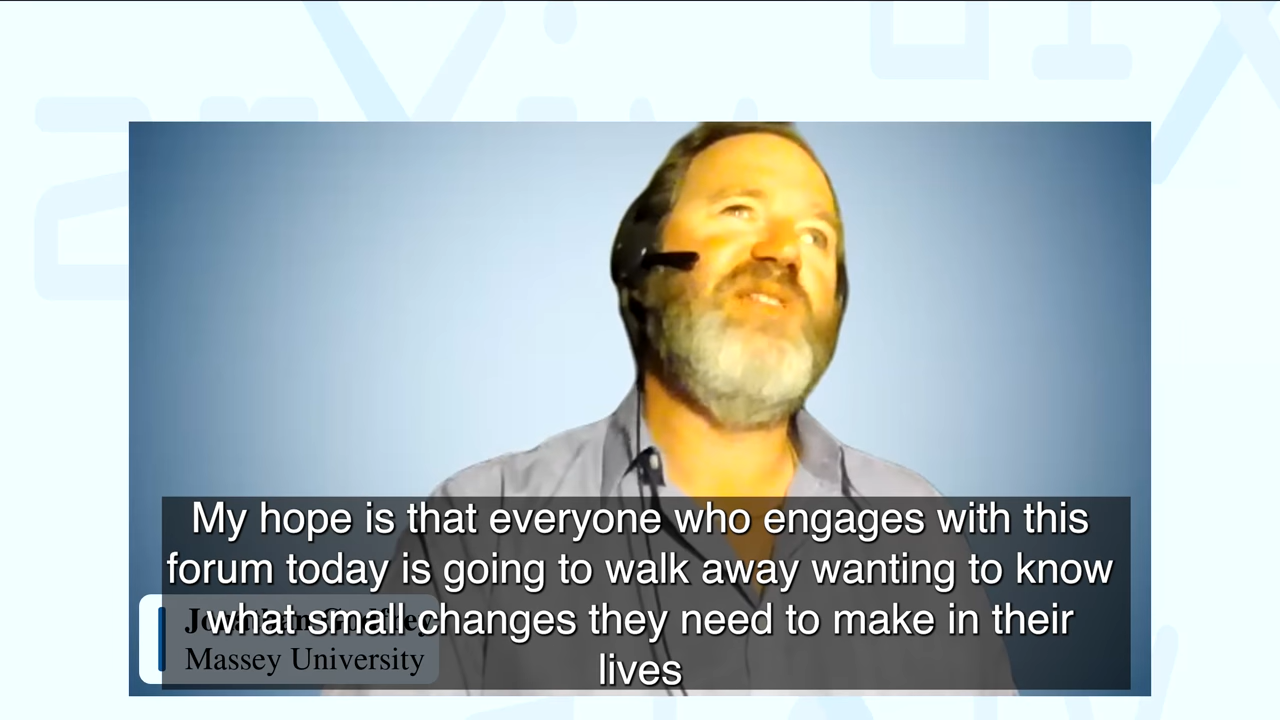 My hope is that everyone who engages with this
forum today is going to walk away wanting to know
what small changes they need to make in their
lives
Massey University